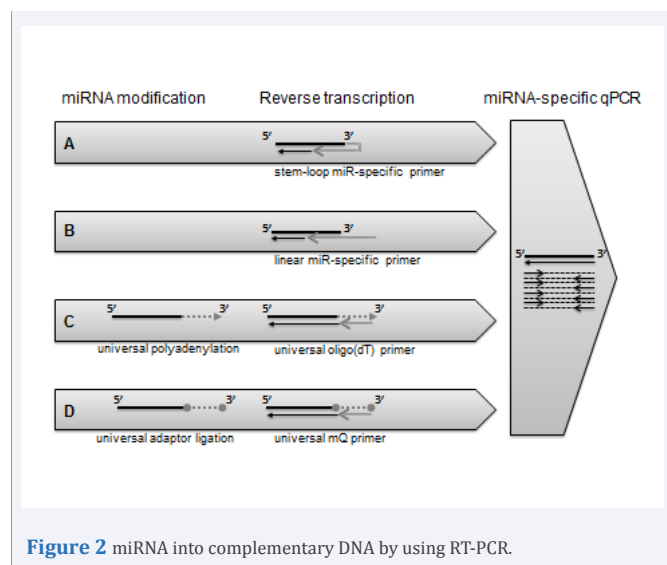 miRNA modification Reverse transcription miRNA-specific qPCR
A 5′ 3′
stem-loop miR-specific primer
B 5′ 3′
linear miR-specific primer
5′ 3′
C 5′ 3′ 5′ 3′
universal polyadenylation universal oligo(dT) primer
D 5′ 3′ 5′ 3′
universal adaptor ligation universal mQ primer
Figure 2 miRNA into complementary DNA by using RT-PCR.